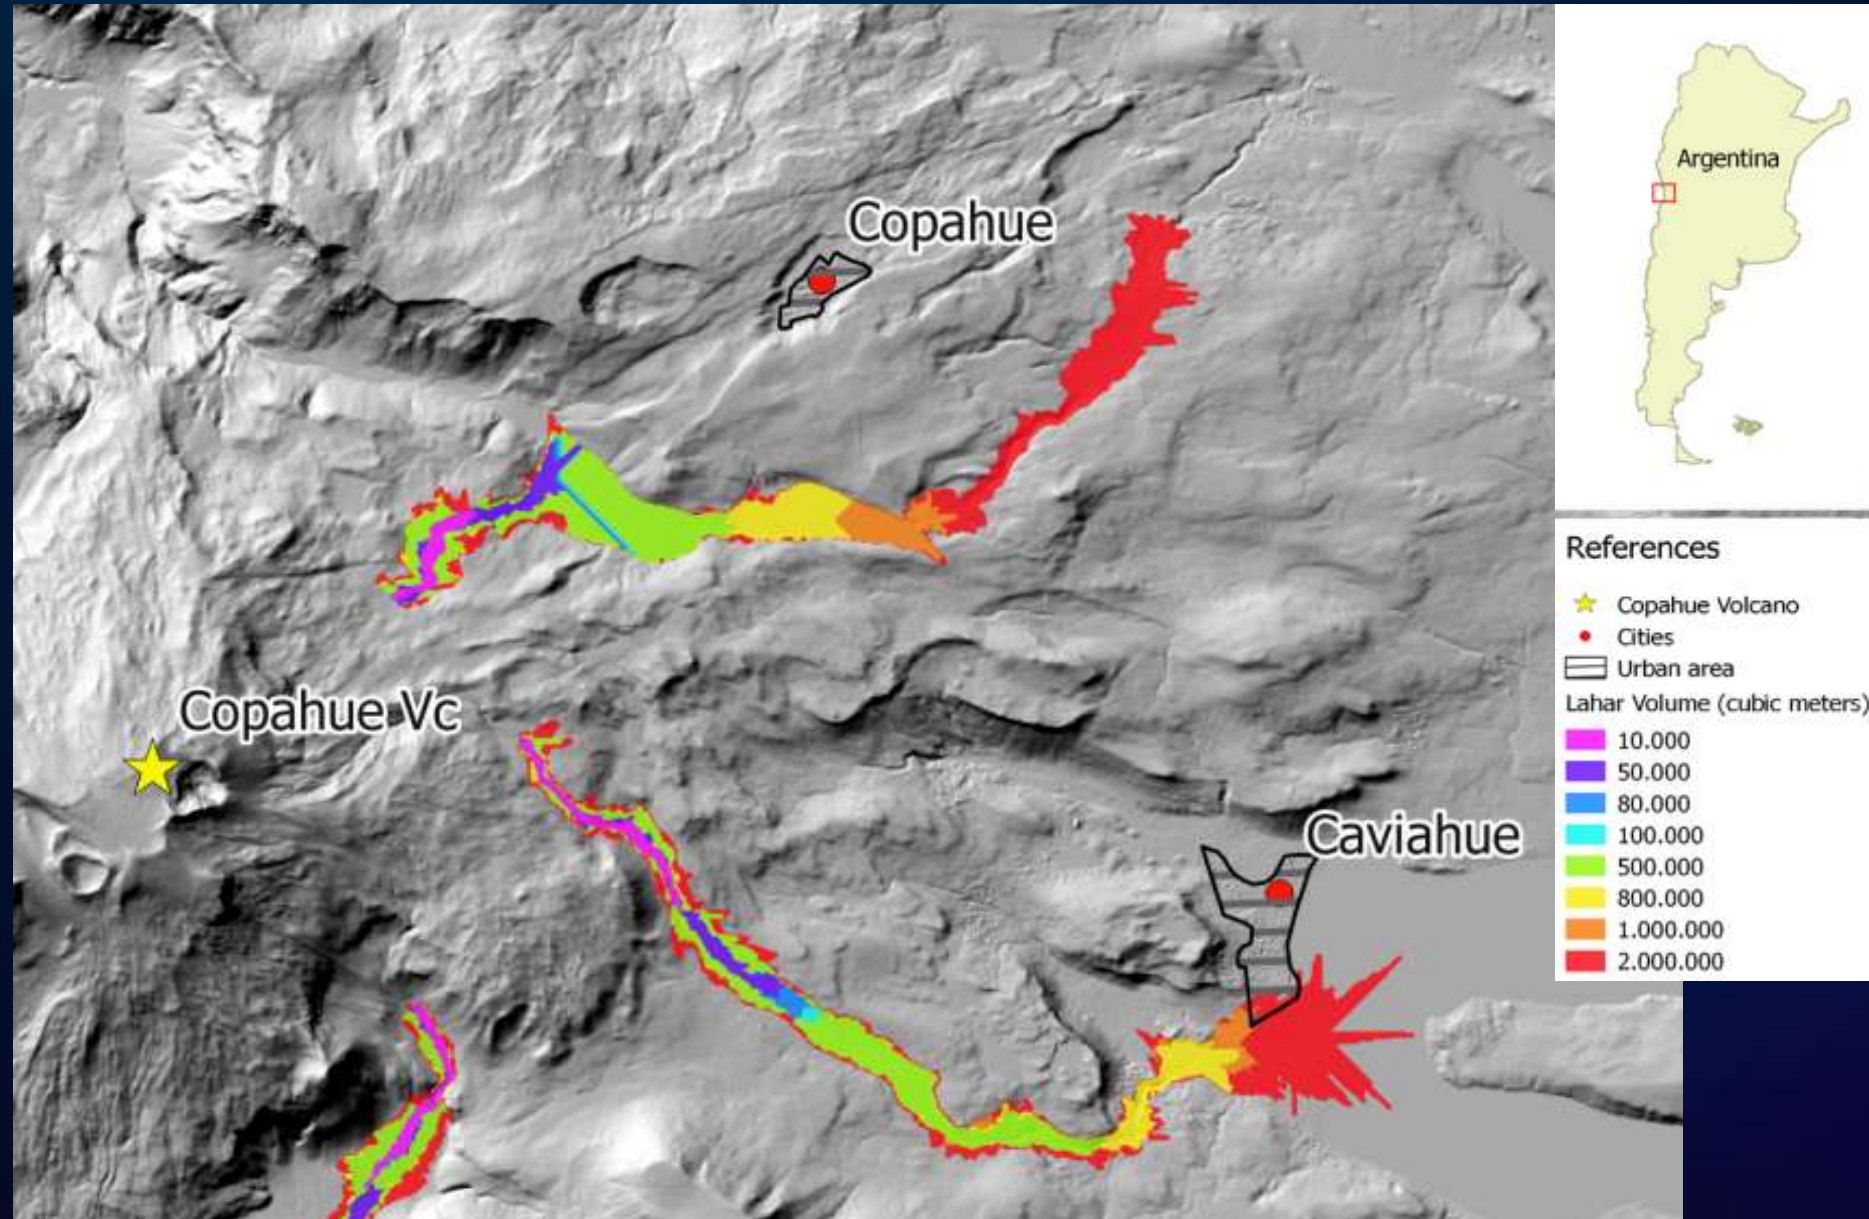 Copahue
Copahue Vc
Caviahue
Argentina
References
Copahue Volcano
Cities
Urban area
Lahar Volume (cubic meters)
10.000
50.000
80.000
100.000
500.000
800.000
1.000.000
2.000.000